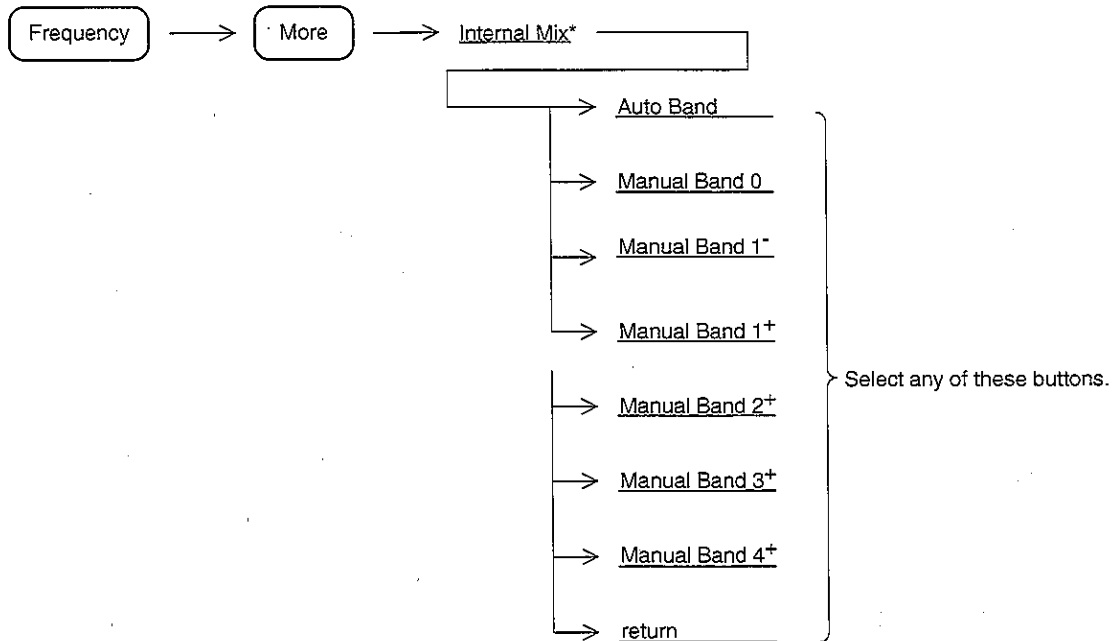 Frequency More Internal Mix*
Auto Band
Manual Band 0
Manual Band 1⁻
Manual Band 1⁺
Select any of these buttons.
Manual Band 2⁺
Manual Band 3⁺
Manual Band 4⁺
return